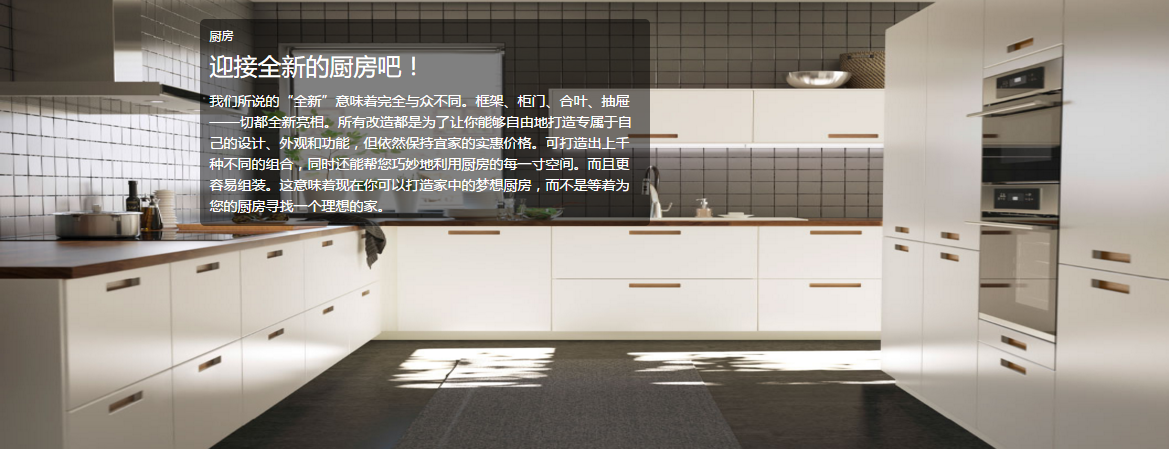 厨房
迎接全新的厨房吧！
我们所说的“全新”意味着完全与众不同。框架、柜门、合叶、抽屉
——一切都全新亮相。所有改造都是为了让你能够自由地打造专属于自
己的设计、外观和功能，但依然保持宜家的实惠价格。可打造出上千
种不同的组合，同时还能帮您巧妙地利用厨房的每一寸空间。而且更
容易组装。这意味着现在你可以打造家中的梦想厨房，而不是等着为
您的厨房寻找一个理想的家。